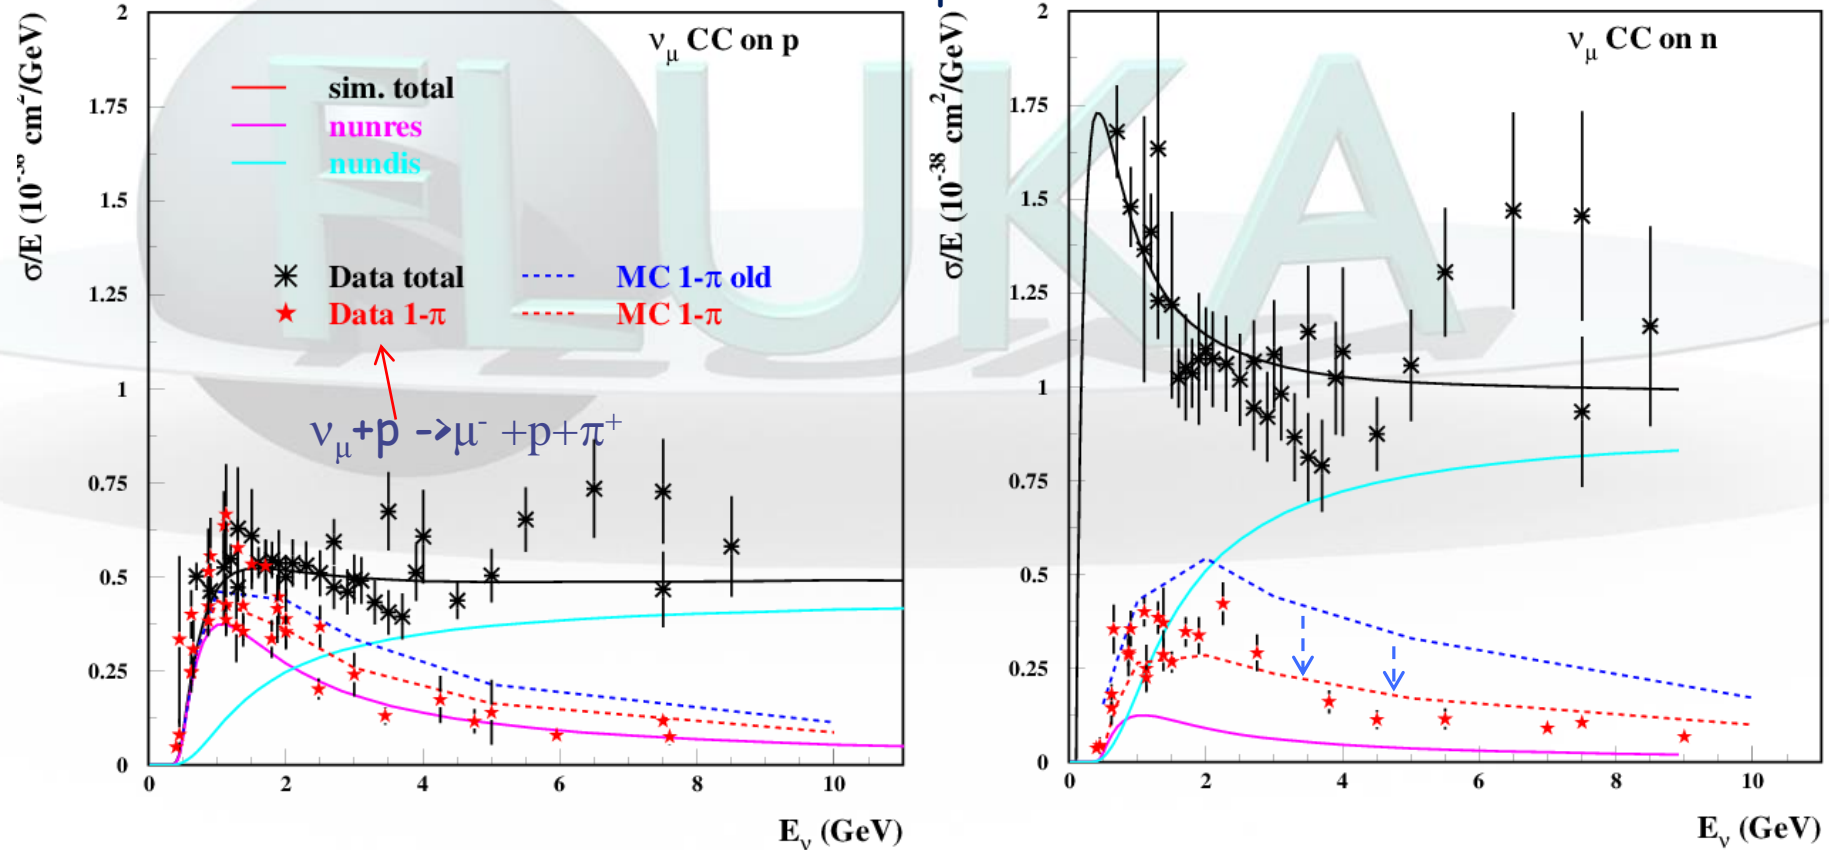 FLUKA
ν_μ CC on p
sim. total
nunres
nundis
Data total
Data 1-π
MC 1-π old
MC 1-π
ν_μ+p ->μ⁻ +p+π⁺
σ/E (10⁻³⁸ cm²/GeV)
2
1.75
1.5
1.25
1
0.75
0.5
0.25
0
0 2 4 6 8 10
E_ν (GeV)
ν_μ CC on n
σ/E (10⁻³⁸ cm²/GeV)
2
1.75
1.5
1.25
1
0.75
0.5
0.25
0
0 2 4 6 8 10
E_ν (GeV)